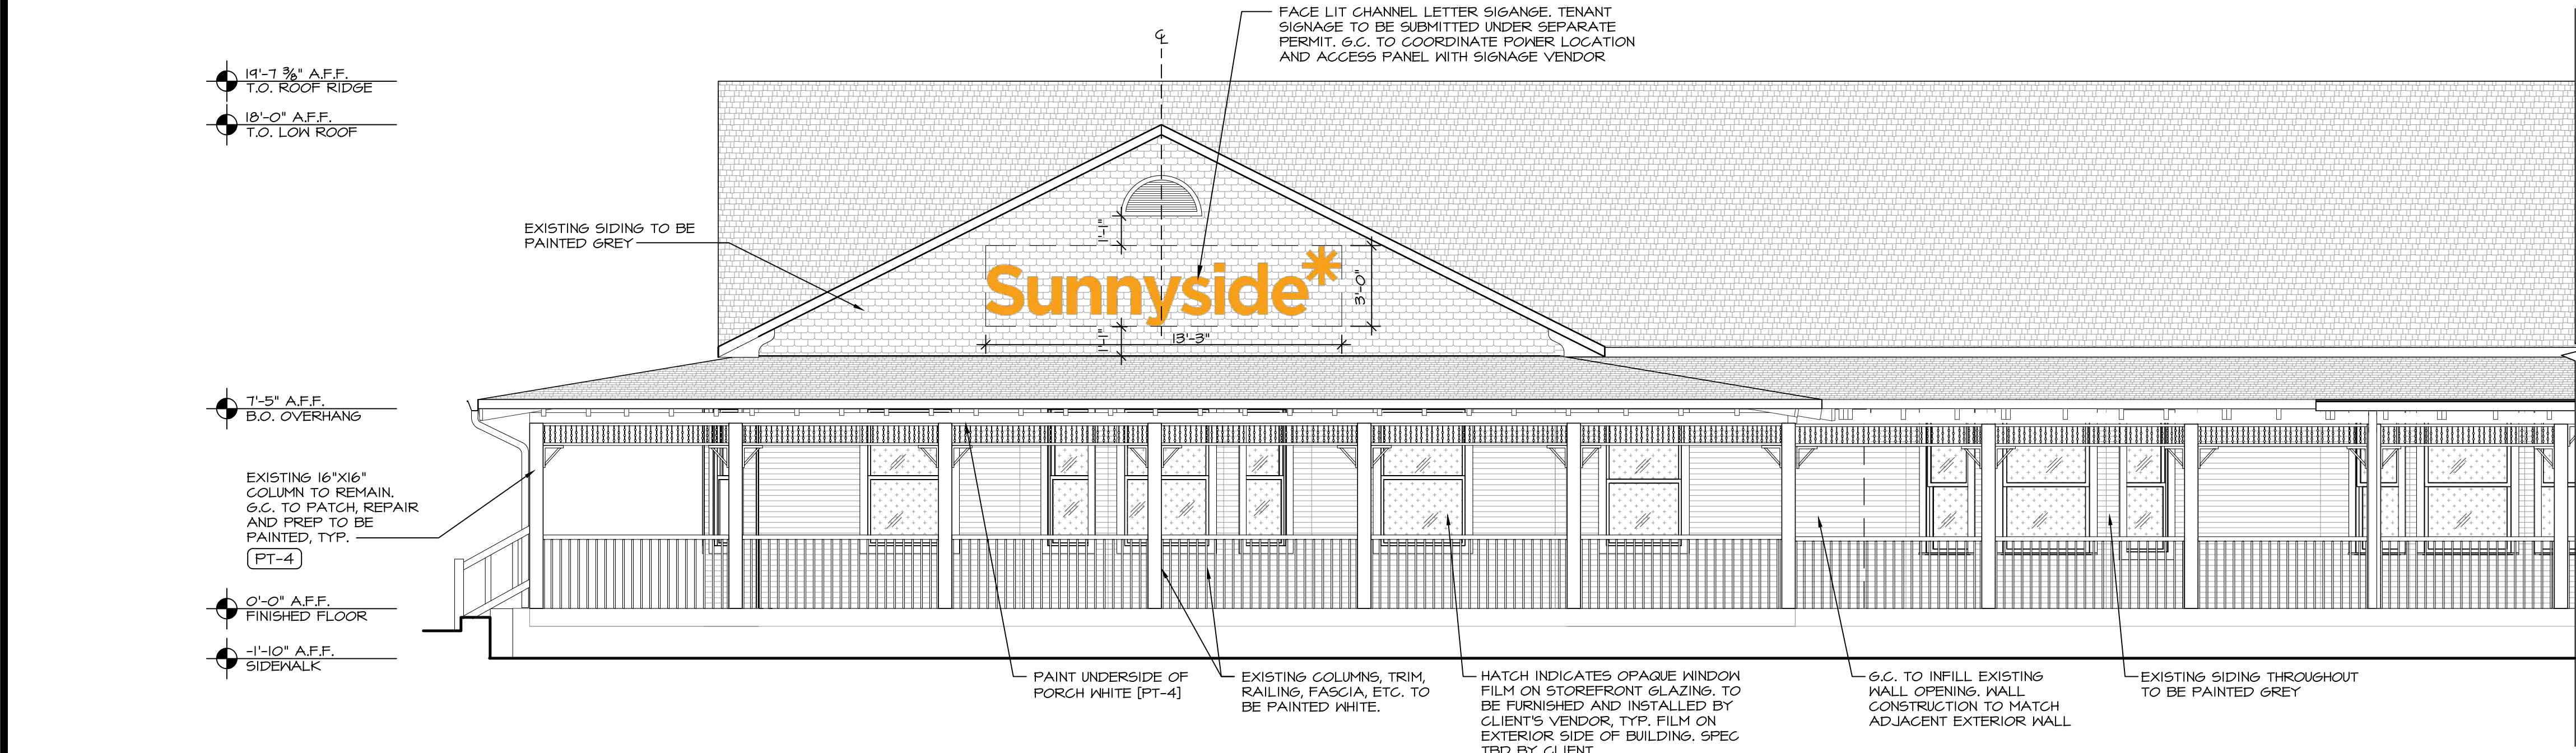 FACE LIT CHANNEL LETTER SIGANGE. TENANT
SIGNAGE TO BE SUBMITTED UNDER SEPARATE
PERMIT. G.C. TO COORDINATE POWER LOCATION
AND ACCESS PANEL WITH SIGNAGE VENDOR
℄
19'-7 ⅜" A.F.F.
T.O. ROOF RIDGE
18'-0" A.F.F.
T.O. LOW ROOF
EXISTING SIDING TO BE
PAINTED GREY
1'-1"
Sunnyside*
3'-0"
13'-3"
1'-1"
7'-5" A.F.F.
B.O. OVERHANG
EXISTING 16"X16"
COLUMN TO REMAIN.
G.C. TO PATCH, REPAIR
AND PREP TO BE
PAINTED, TYP.
PT-4
0'-0" A.F.F.
FINISHED FLOOR
-1'-10" A.F.F.
SIDEWALK
PAINT UNDERSIDE OF
PORCH WHITE [PT-4]
EXISTING COLUMNS, TRIM,
RAILING, FASCIA, ETC. TO
BE PAINTED WHITE.
HATCH INDICATES OPAQUE WINDOW
FILM ON STOREFRONT GLAZING. TO
BE FURNISHED AND INSTALLED BY
CLIENT'S VENDOR, TYP. FILM ON
EXTERIOR SIDE OF BUILDING. SPEC
TBD BY CLIENT
G.C. TO INFILL EXISTING
WALL OPENING. WALL
CONSTRUCTION TO MATCH
ADJACENT EXTERIOR WALL
EXISTING SIDING THROUGHOUT
TO BE PAINTED GREY